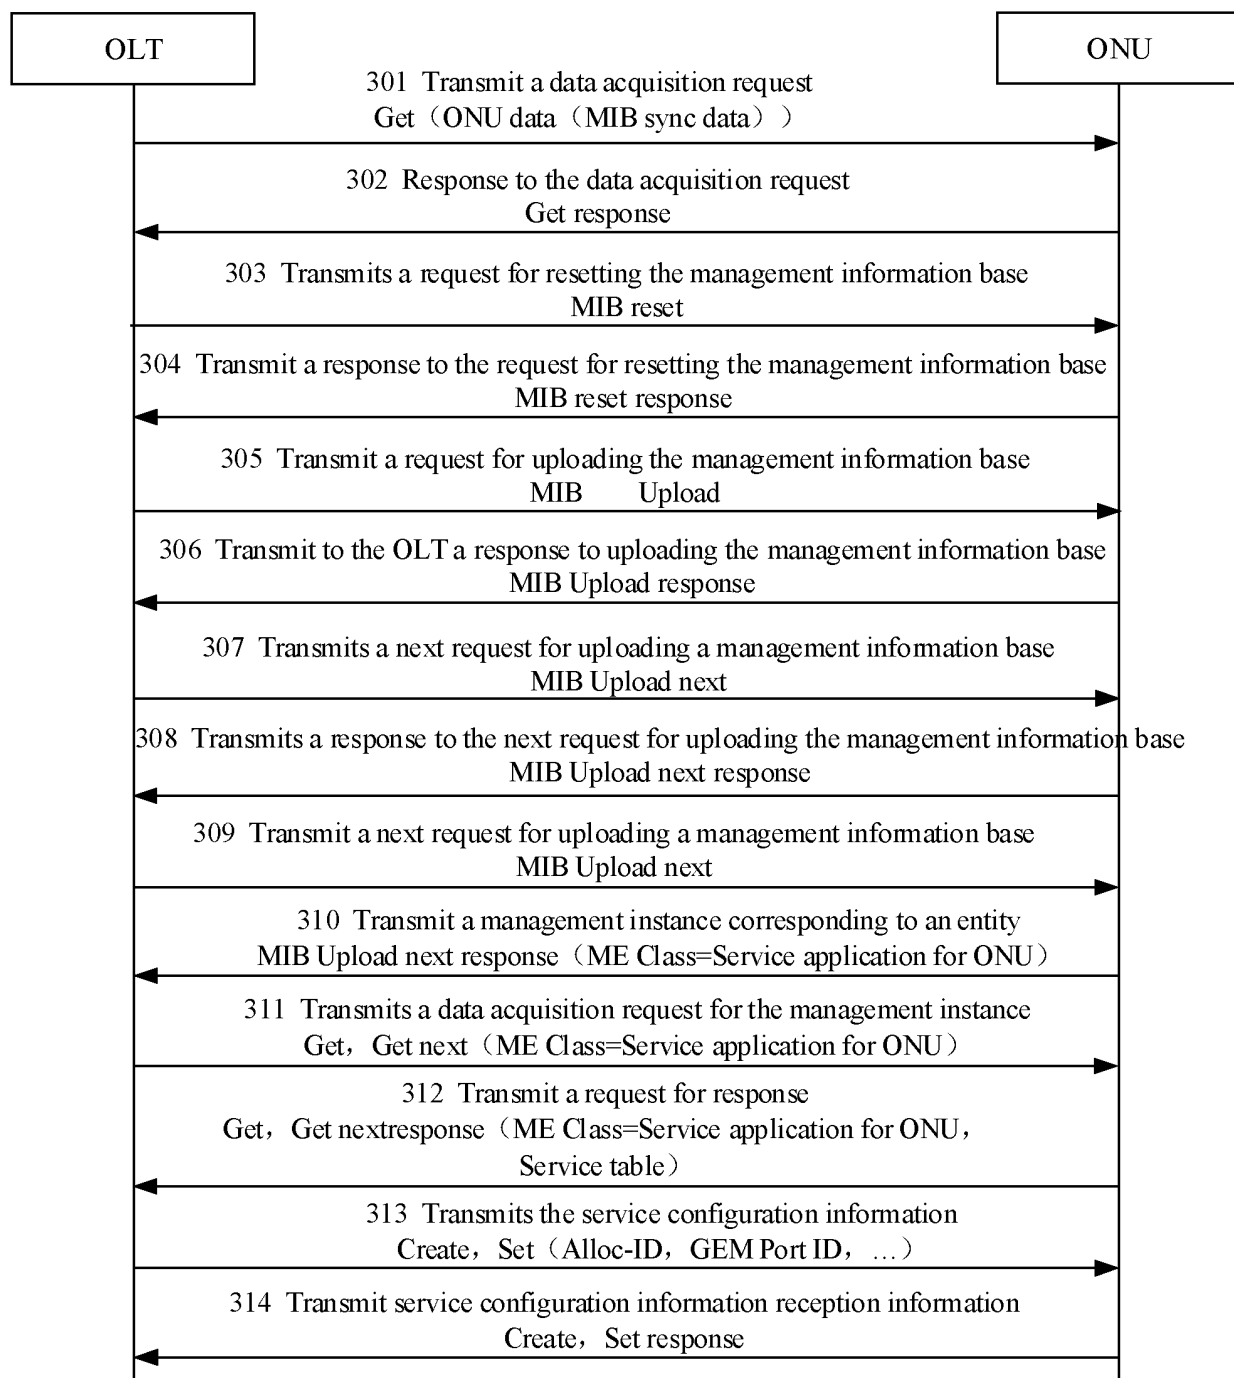 OLT
ONU
301 Transmit a data acquisition request
Get（ONU data（MIB sync data））
302 Response to the data acquisition request
Get response
303 Transmits a request for resetting the management information base
MIB reset
304 Transmit a response to the request for resetting the management information base
MIB reset response
305 Transmit a request for uploading the management information base
MIB Upload
306 Transmit to the OLT a response to uploading the management information base
MIB Upload response
307 Transmits a next request for uploading a management information base
MIB Upload next
308 Transmits a response to the next request for uploading the management information base
MIB Upload next response
309 Transmit a next request for uploading a management information base
MIB Upload next
310 Transmit a management instance corresponding to an entity
MIB Upload next response（ME Class=Service application for ONU）
311 Transmits a data acquisition request for the management instance
Get，Get next（ME Class=Service application for ONU）
312 Transmit a request for response
Get，Get nextresponse（ME Class=Service application for ONU，
Service table）
313 Transmits the service configuration information
Create，Set（Alloc-ID，GEM Port ID，…）
314 Transmit service configuration information reception information
Create，Set response